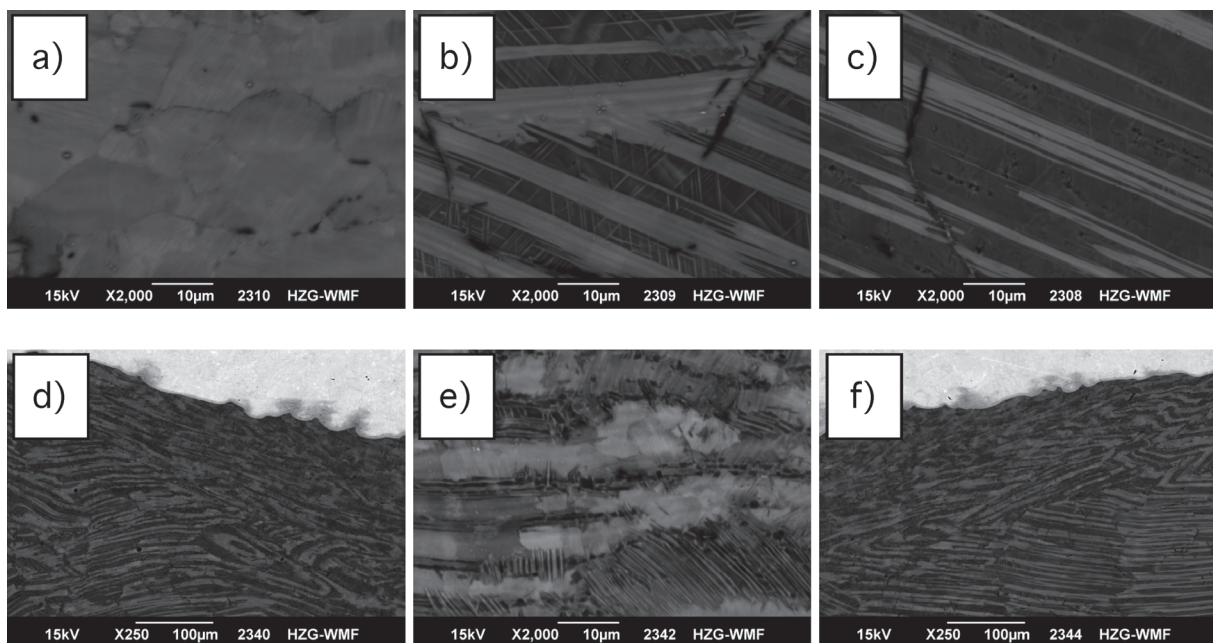 a)
b)
c)
15kV X2,000 10µm 2310 HZG-WMF
15kV X2,000 10µm 2309 HZG-WMF
15kV X2,000 10µm 2308 HZG-WMF
d)
e)
f)
15kV X250 100µm 2340 HZG-WMF
15kV X2,000 10µm 2342 HZG-WMF
15kV X250 100µm 2344 HZG-WMF